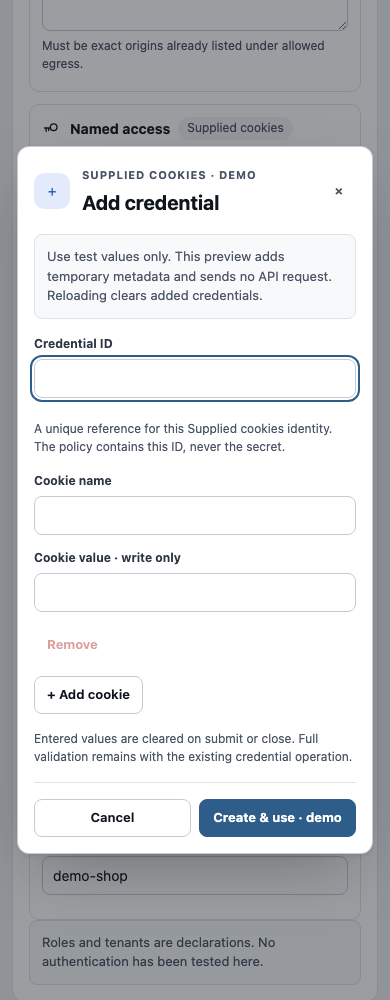 Must be exact origins already listed under allowed
egress.
Named access Supplied cookies
SUPPLIED COOKIES · DEMO
+ Add credential ×
Use test values only. This preview adds
temporary metadata and sends no API request.
Reloading clears added credentials.
Credential ID
A unique reference for this Supplied cookies identity.
The policy contains this ID, never the secret.
Cookie name
Cookie value · write only
Remove
+ Add cookie
Entered values are cleared on submit or close. Full
validation remains with the existing credential operation.
Cancel Create & use · demo
demo-shop
Roles and tenants are declarations. No
authentication has been tested here.